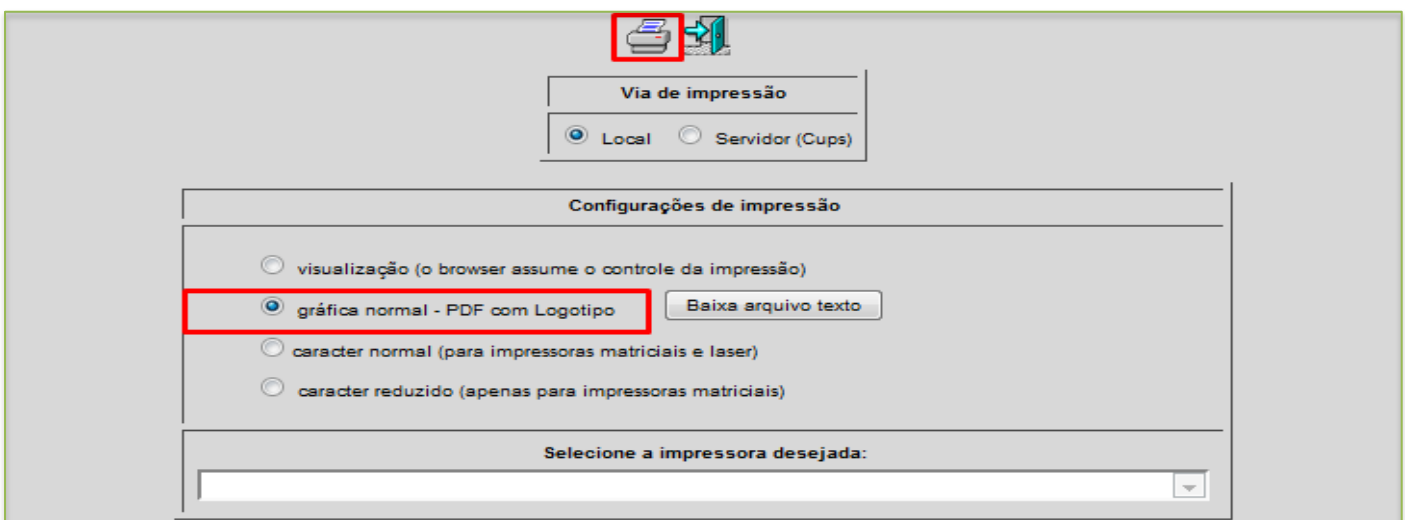 Via de impressão
Local Servidor (Cups)
Configurações de impressão
visualização (o browser assume o controle da impressão)
gráfica normal - PDF com Logotipo Baixa arquivo texto
caracter normal (para impressoras matriciais e laser)
caracter reduzido (apenas para impressoras matriciais)
Selecione a impressora desejada: